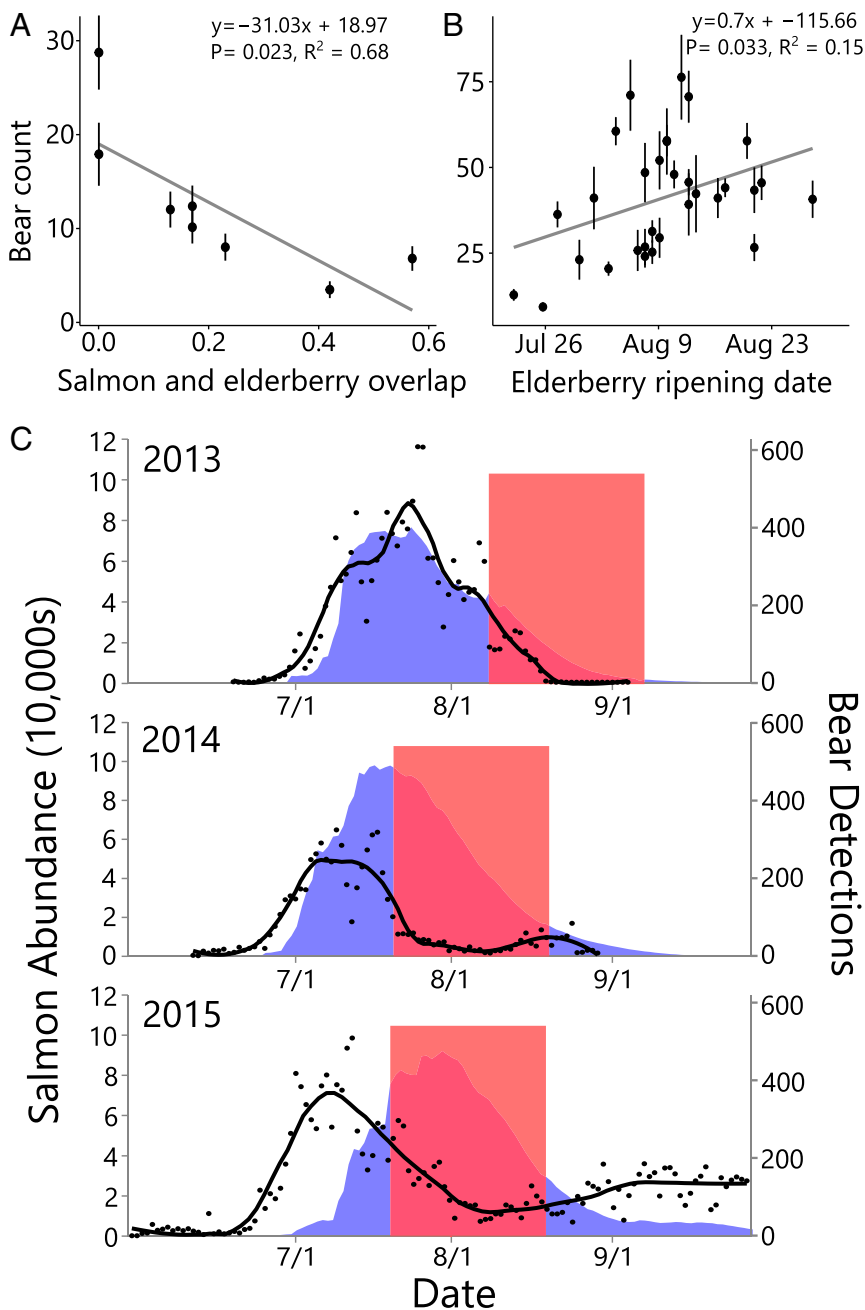 A
y=−31.03x + 18.97
P= 0.023, R² = 0.68
30
20
10
0
Bear count
0.0 0.2 0.4 0.6
Salmon and elderberry overlap
B
y=0.7x + −115.66
P= 0.033, R² = 0.15
75
50
25
Jul 26 Aug 9 Aug 23
Elderberry ripening date
C
Salmon Abundance (10,000s)
Bear Detections
2013
12
10
8
6
4
2
0
600
400
200
0
7/1 8/1 9/1
2014
12
10
8
6
4
2
0
600
400
200
0
7/1 8/1 9/1
2015
12
10
8
6
4
2
0
600
400
200
0
7/1 8/1 9/1
Date